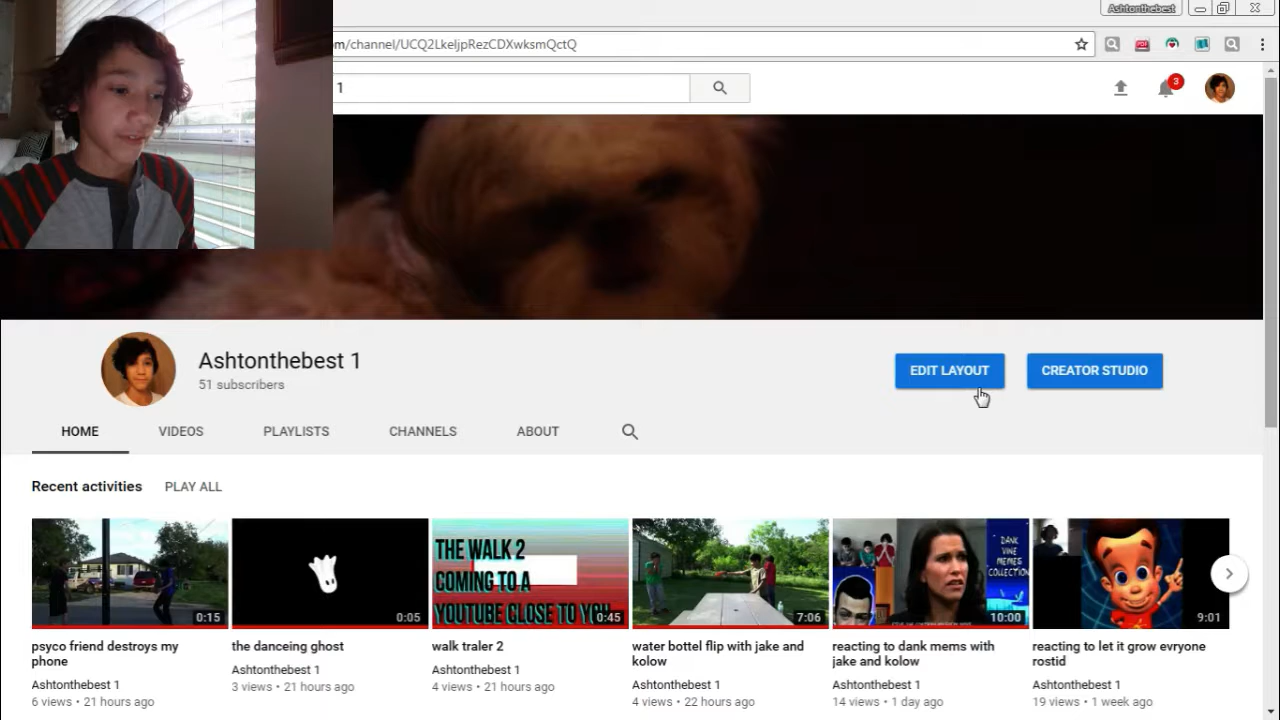 Ashtonthebest
m/channel/UCQ2LkeljpRezCDXwksmQctQ
1
3
Ashtonthebest 1
51 subscribers
EDIT LAYOUT
CREATOR STUDIO
HOME
VIDEOS
PLAYLISTS
CHANNELS
ABOUT
Recent activities
PLAY ALL
THE WALK 2
COMING TO A
YOUTUBE CLOSE TO YOU
DANK
VINE
MEMES
COLLECTION
0:15
0:05
0:45
7:06
10:00
9:01
psyco friend destroys my
phone
Ashtonthebest 1
6 views • 21 hours ago
the danceing ghost
Ashtonthebest 1
3 views • 21 hours ago
walk traler 2
Ashtonthebest 1
4 views • 21 hours ago
water bottel flip with jake and
kolow
Ashtonthebest 1
4 views • 22 hours ago
reacting to dank mems with
jake and kolow
Ashtonthebest 1
14 views • 1 day ago
reacting to let it grow evryone
rostid
Ashtonthebest 1
19 views • 1 week ago